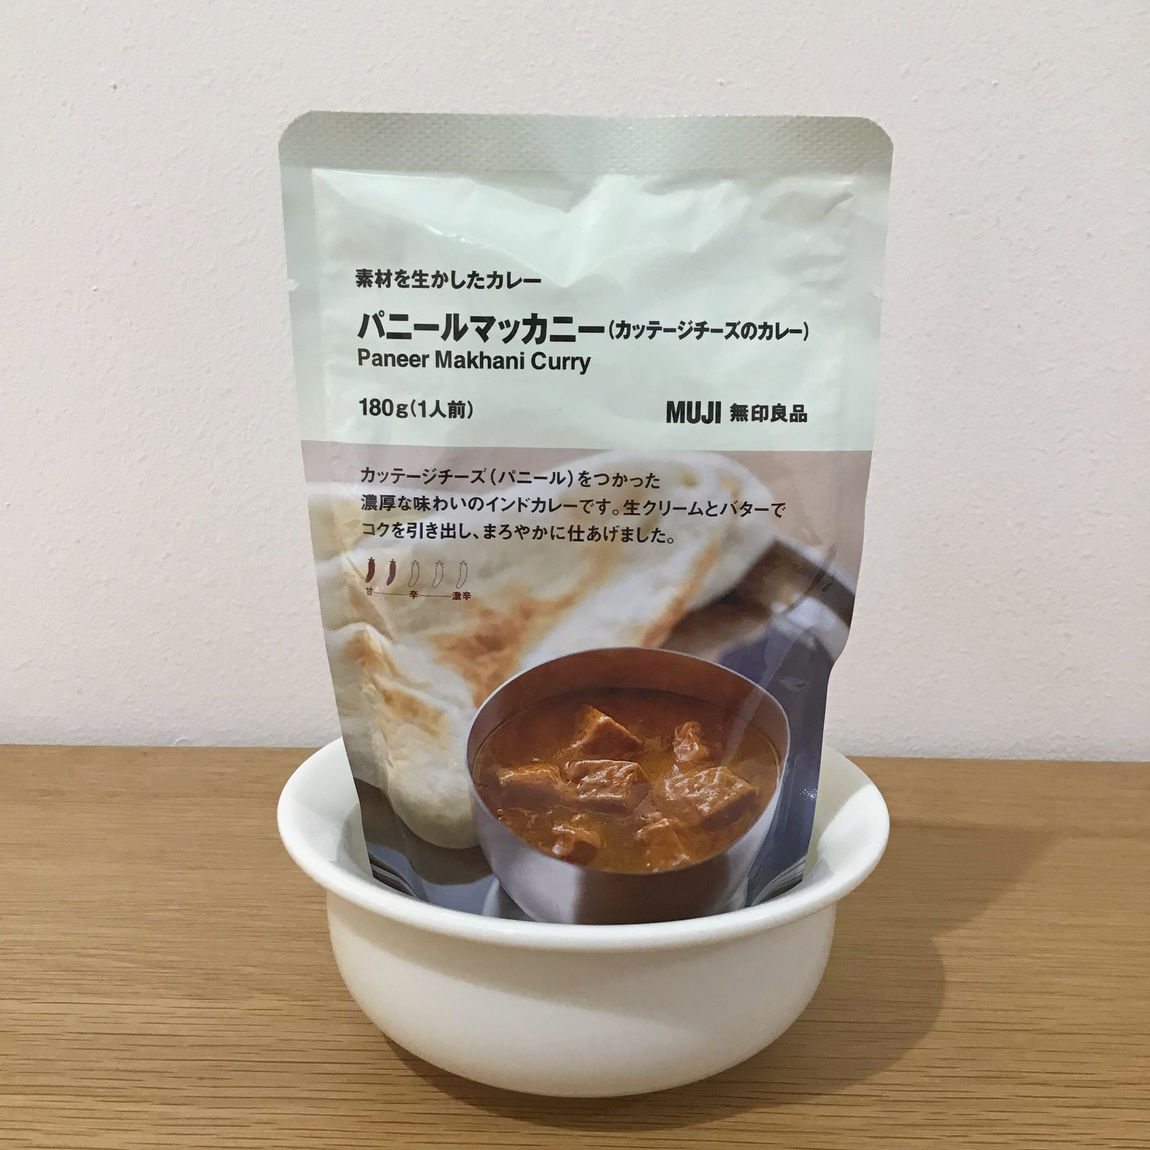 素材を生かしたカレー
パニールマッカニー(カッテージチーズのカレー)
Paneer Makhani Curry
180g(1人前) MUJI 無印良品
カッテージチーズ(パニール)をつかった
濃厚な味わいのインドカレーです。生クリームとバターで
コクを引き出し、まろやかに仕あげました。
甘 辛 激辛